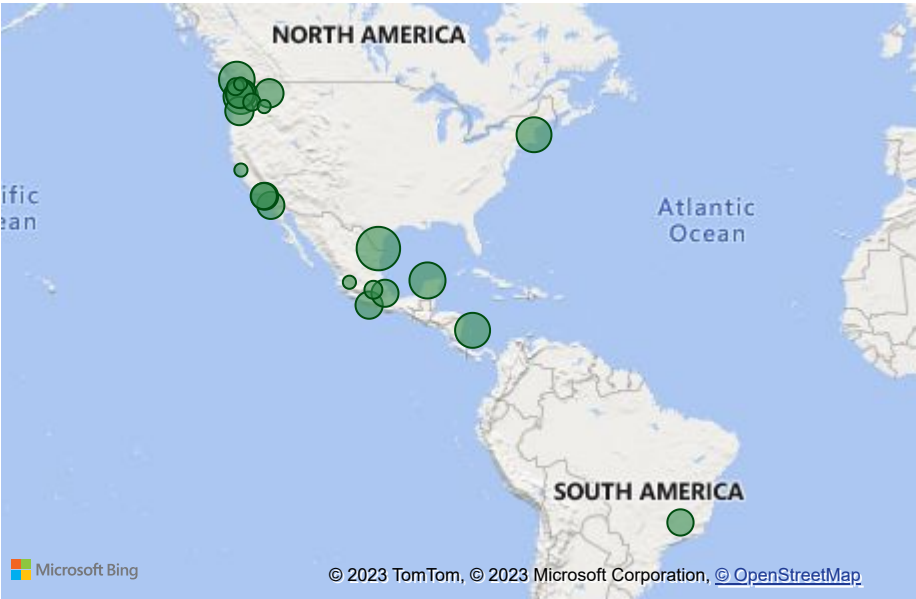 NORTH AMERICA
ific
ean
Atlantic
Ocean
SOUTH AMERICA
Microsoft Bing
© 2023 TomTom, © 2023 Microsoft Corporation, © OpenStreetMap